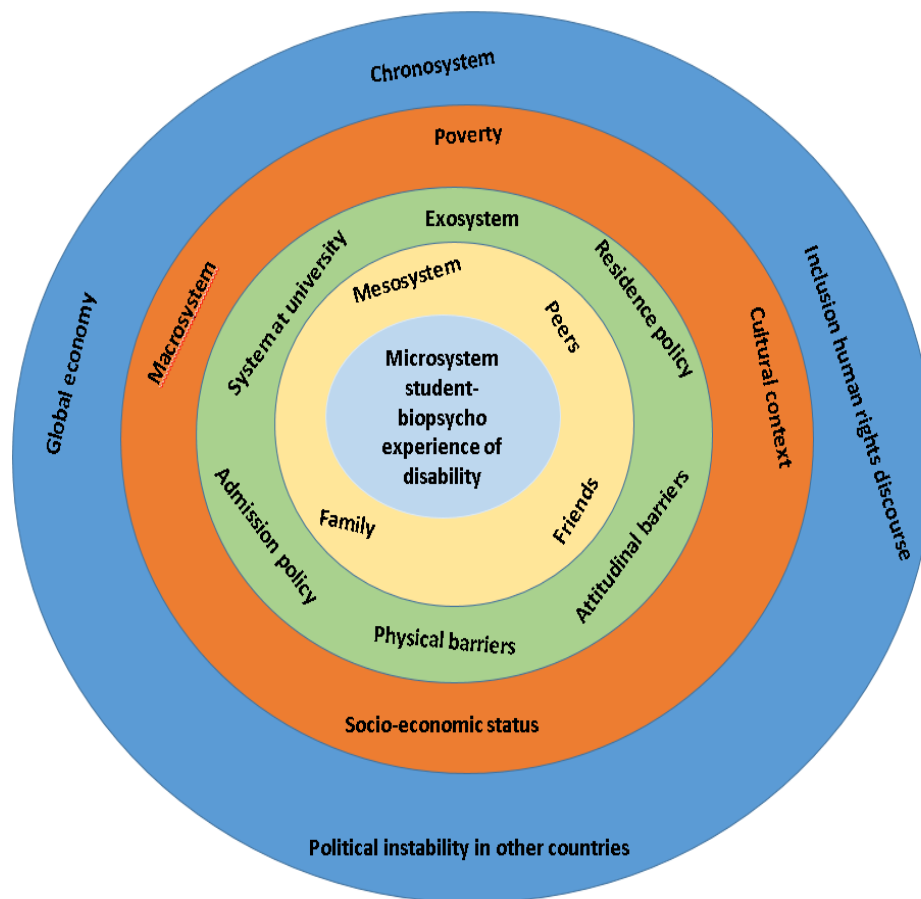 Chronosystem
Global economy
Inclusion human rights discourse
Political instability in other countries
Poverty
Macrosystem
Cultural context
Socio-economic status
Exosystem
System at university
Residence policy
Admission policy
Attitudinal barriers
Physical barriers
Mesosystem
Peers
Family
Friends
Microsystem
student-
biopsycho
experience of
disability